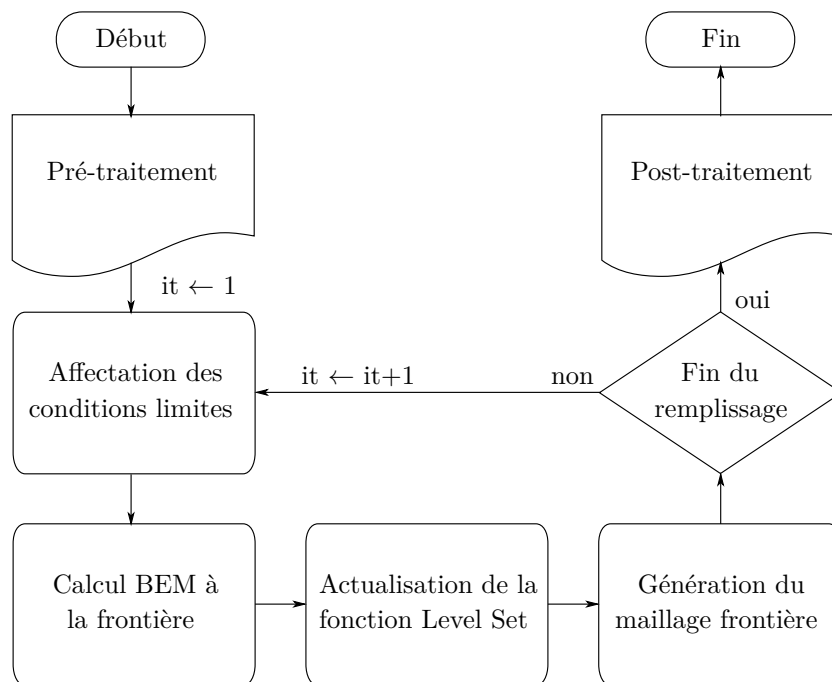 Début
Fin
Pré-traitement
Post-traitement
it ← 1
oui
Affectation des
conditions limites
it ← it+1
non
Fin du
remplissage
Calcul BEM à
la frontière
Actualisation de la
fonction Level Set
Génération du
maillage frontière